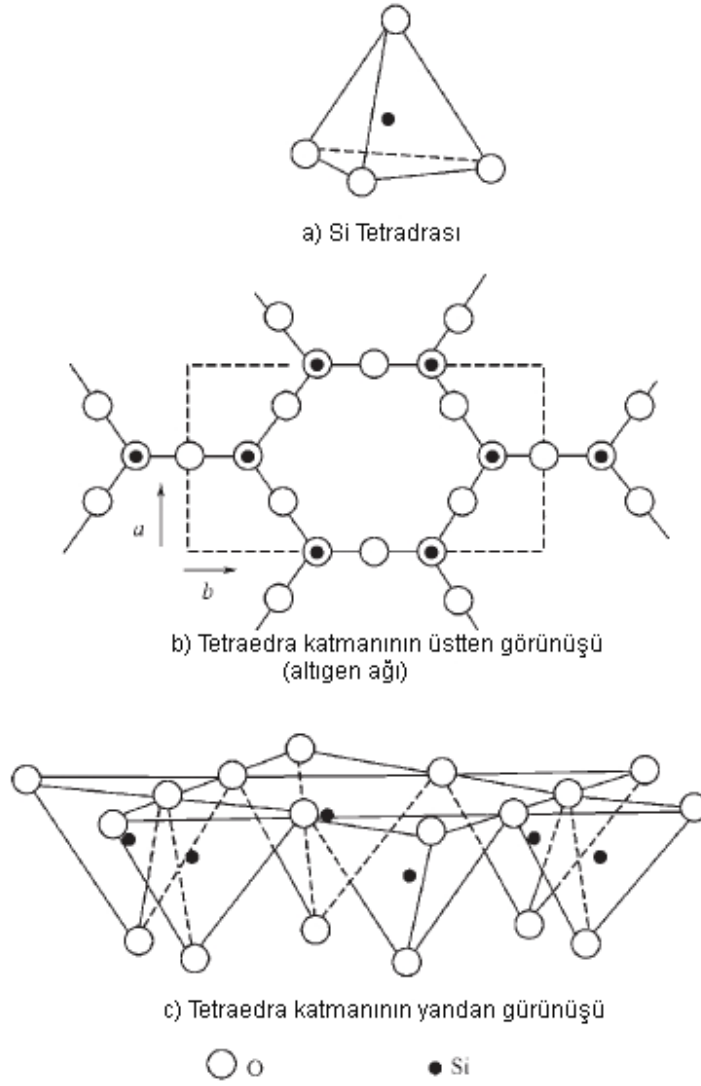 a) Si Tetradrası
a
b
b) Tetraedra katmanının üstten görünüşü
(altıgen ağı)
c) Tetraedra katmanının yandan gürünüşü
O
Si